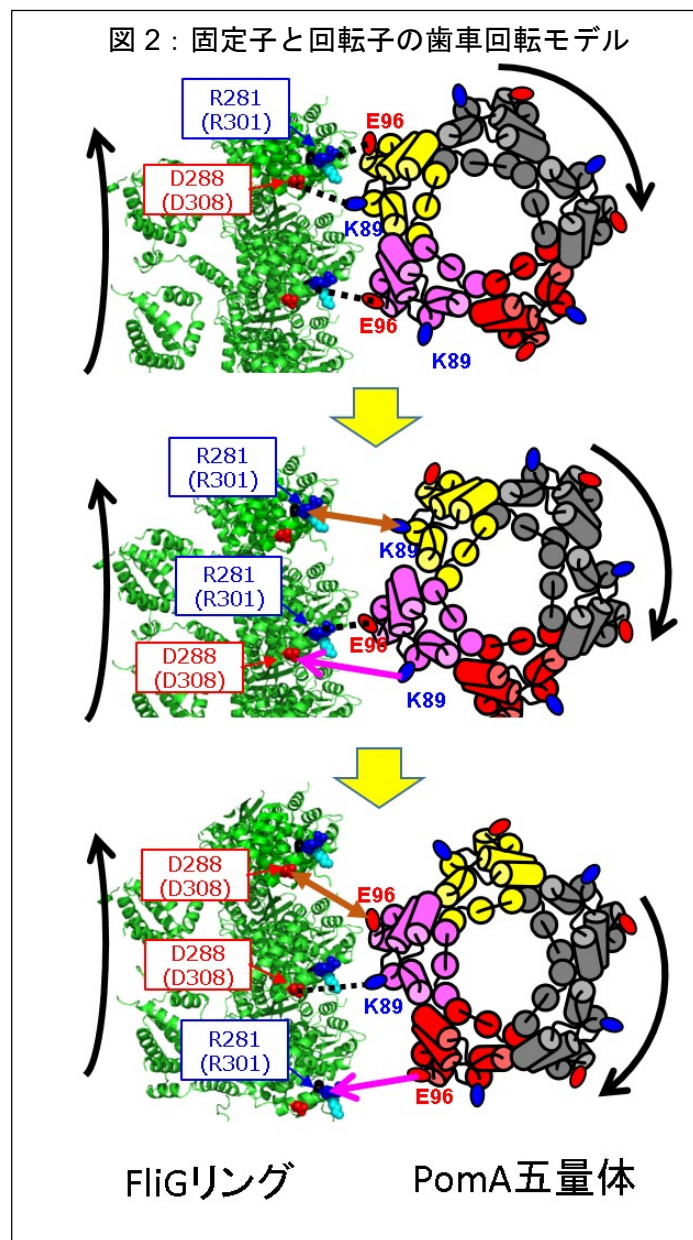 図２：固定子と回転子の歯車回転モデル
R281
(R301)
E96
D288
(D308)
K89
E96
K89
R281
(R301)
K89
R281
(R301)
E96
D288
(D308)
K89
D288
(D308)
E96
D288
(D308)
K89
R281
(R301)
E96
FliGリング
PomA五量体